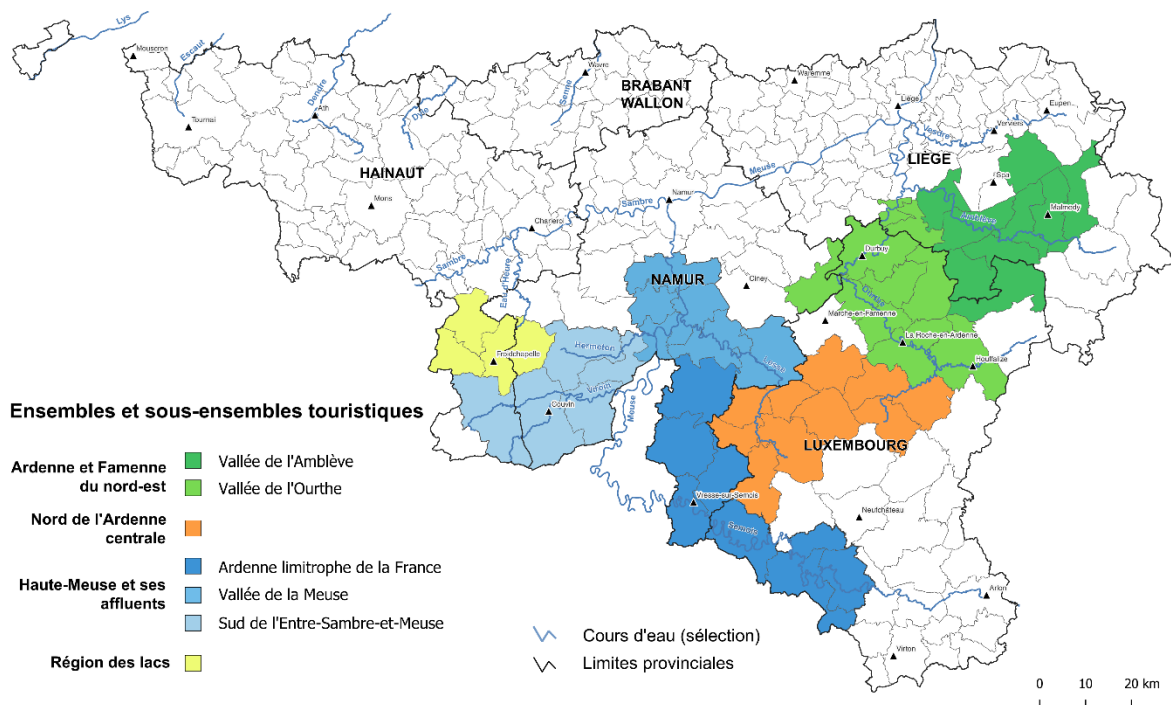 Lys
Mouscron
Escaut
Tournai
Dendre
Ath
Dyle
Mons
HAINAUT
Senne
Wavre
BRABANT
WALLON
Waremme
Liège
Vesdre
Verviers
Eupen
LIÈGE
Spa
Malmedy
Amblève
Meuse
Namur
Sambre
Charleroi
Sambre
Eau d'Heure
NAMUR
Ciney
Durbuy
Ourthe
Marche-en-Famenne
La Roche-en-Ardenne
Houffalize
Froidchapelle
Hermeton
Viroin
Couvin
Meuse
Lesse
LUXEMBOURG
Vresse-sur-Semois
Semois
Neufchâteau
Arlon
Virton
Ensembles et sous-ensembles touristiques
Ardenne et Famenne
du nord-est
Vallée de l'Amblève
Vallée de l'Ourthe
Nord de l'Ardenne
centrale
Haute-Meuse et ses
affluents
Ardenne limitrophe de la France
Vallée de la Meuse
Sud de l'Entre-Sambre-et-Meuse
Région des lacs
Cours d'eau (sélection)
Limites provinciales
0 10 20 km